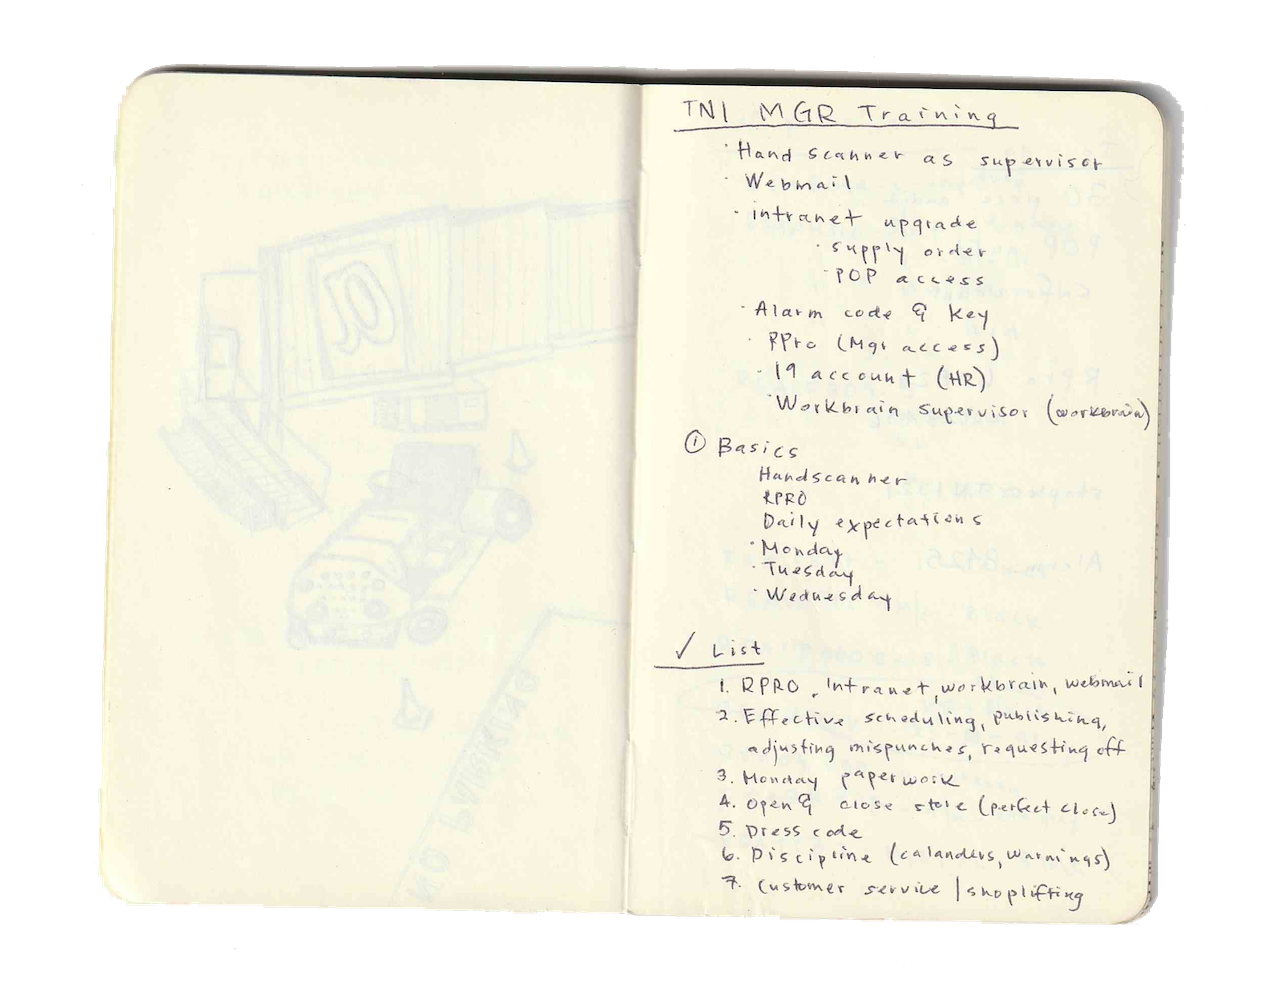 TNI MGR Training
· Hand scanner as supervisor
· Webmail
· intranet upgrade
· supply order
· POP access
· Alarm code & key
· RPro (Mgr access)
· 19 account (HR)
· Workbrain supervisor (workbrain)
① Basics
Handscanner
RPRO
Daily expectations
· Monday
· Tuesday
· Wednesday
✓ List
1. RPRO, intranet, workbrain, webmail
2. Effective scheduling, publishing,
adjusting mispunches, requesting off
3. Monday paperwork
4. Open & close store (perfect close)
5. Dress code
6. Discipline (calanders, warnings)
7. Customer service / shoplifting
NO PARKING